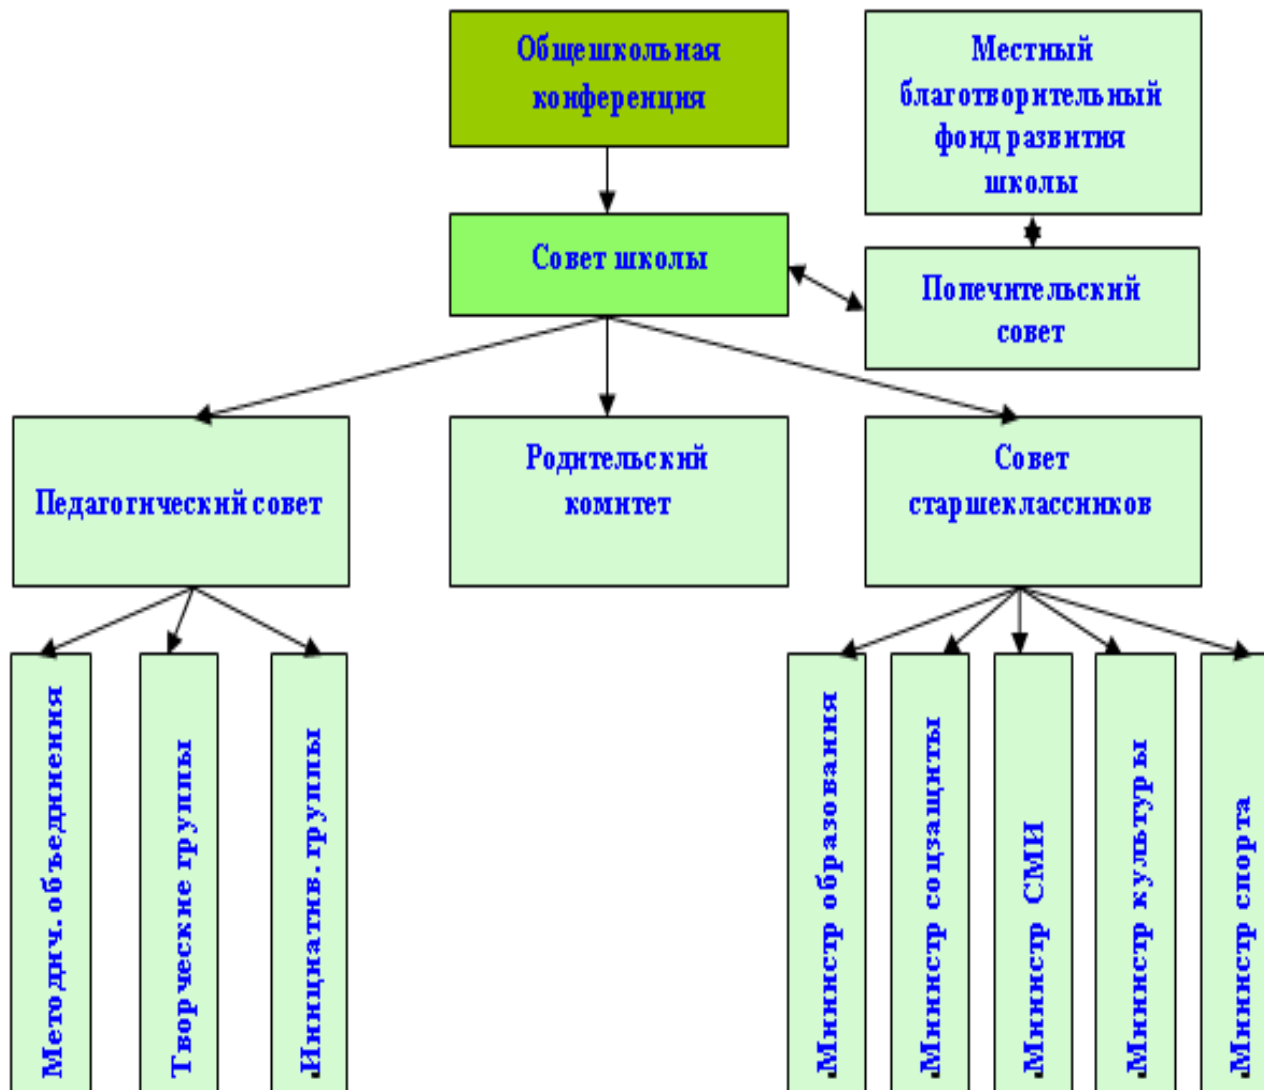 Общешкольная
конференция
Местный
благотворительный
фонд развития
школы
Совет школы
Попечительский
совет
Педагогический совет
Родительский
комитет
Совет
старшеклассников
Методич. объединения
Творческие группы
Инициатив. группы
Министр образования
Министр соцзащиты
Министр СМИ
Министр культуры
Министр спорта